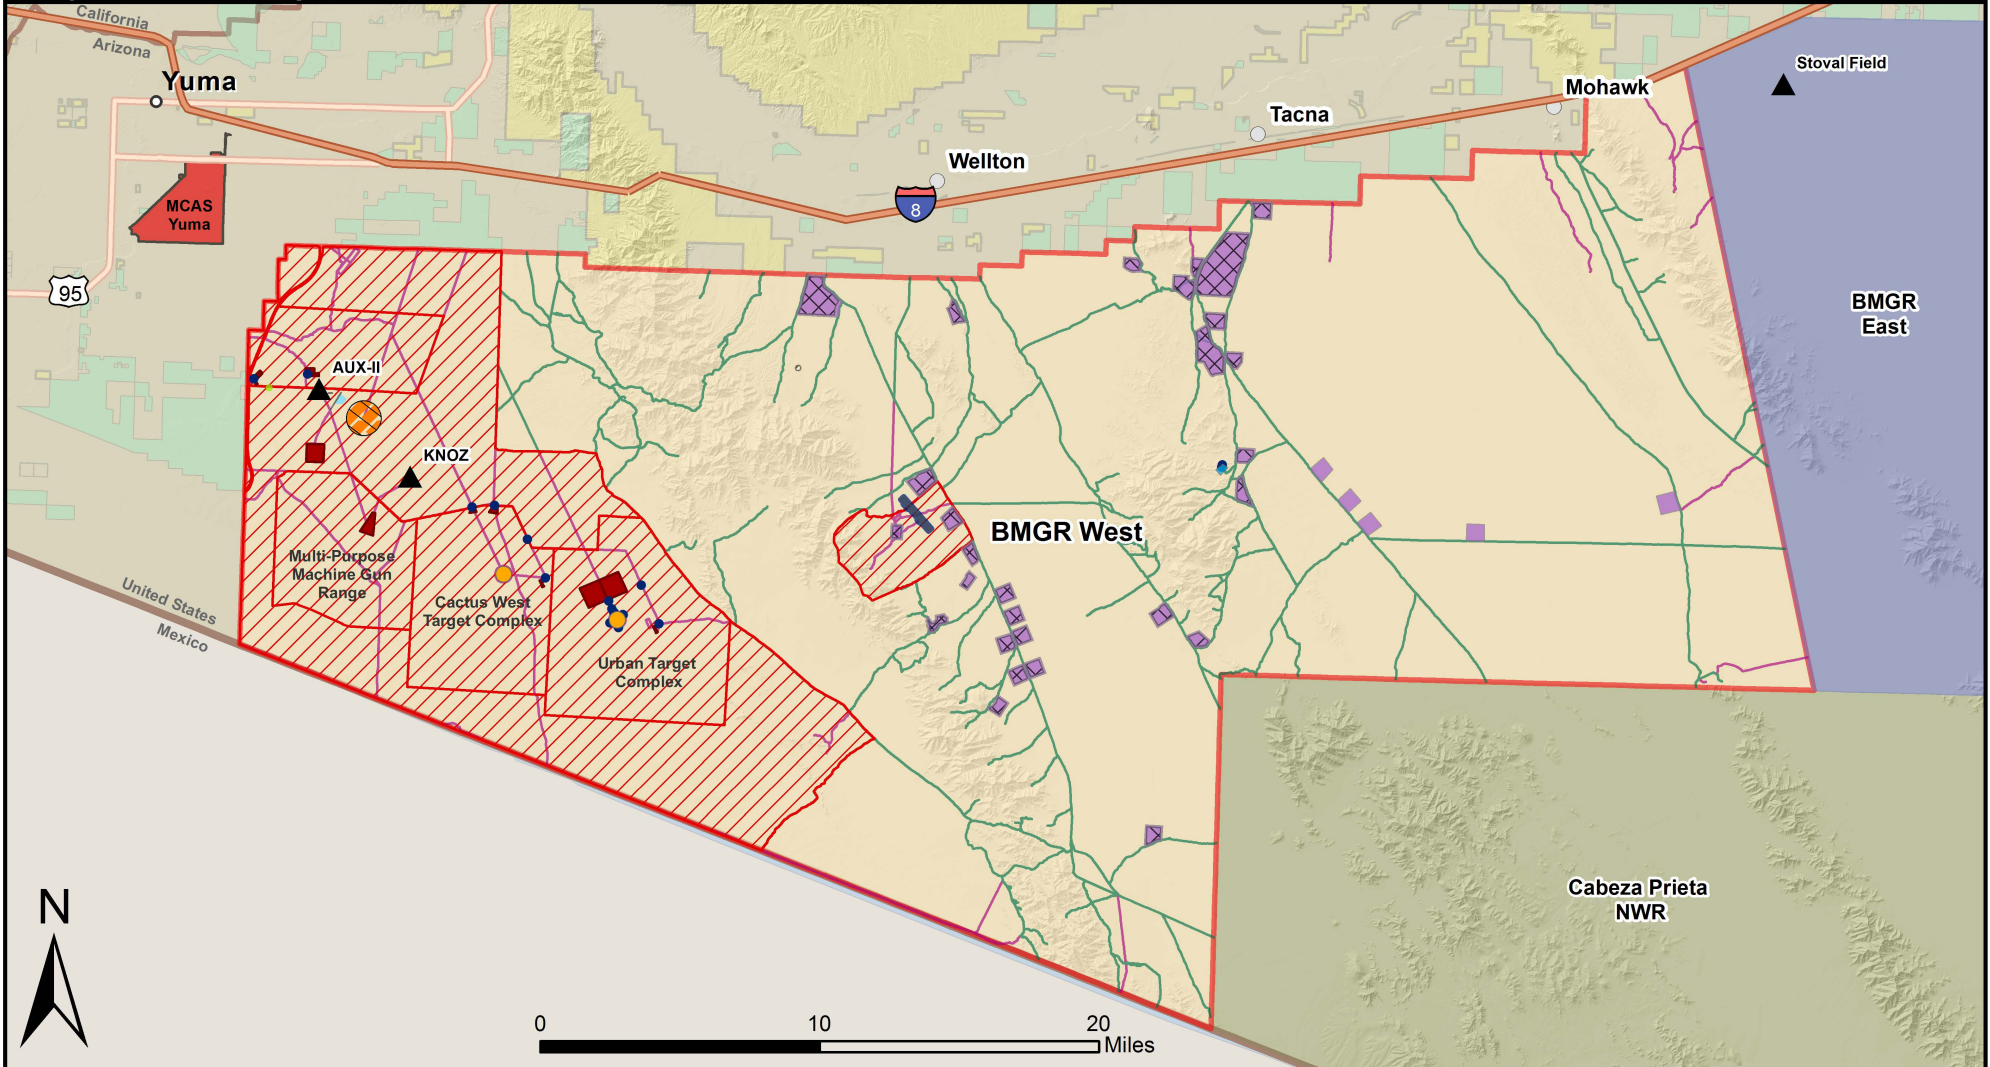 California
Arizona
Yuma
Stoval Field
Mohawk
Tacna
Wellton
8
MCAS
Yuma
95
BMGR
East
AUX-II
KNOZ
BMGR West
Multi-Purpose
Machine Gun
Range
Cactus West
Target Complex
Urban Target
Complex
United States
Mexico
Cabeza Prieta
NWR
N
0
10
20
Miles